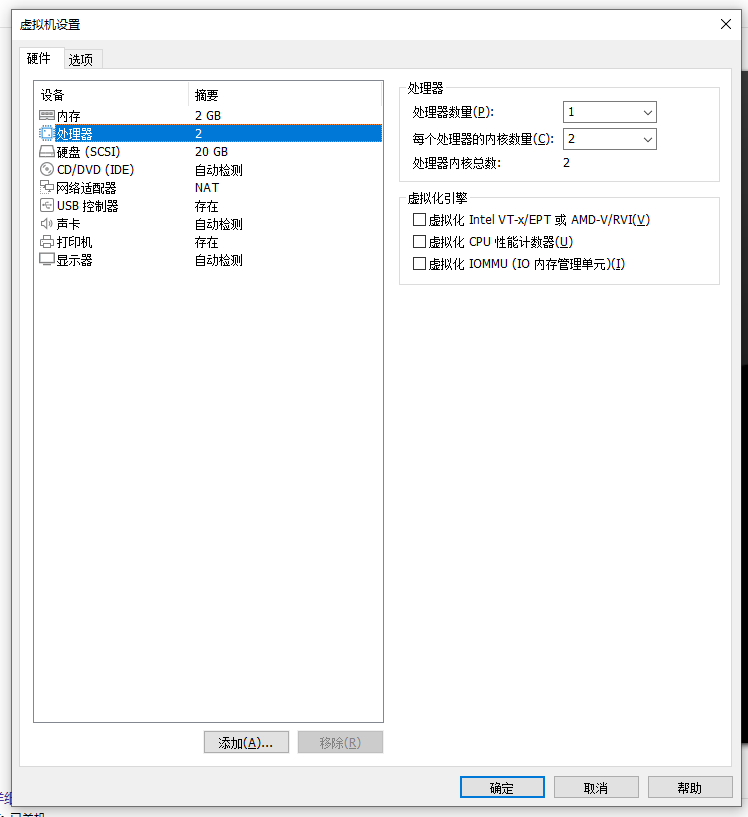 虚拟机设置
硬件 选项
设备 摘要
内存 2 GB
处理器 2
硬盘 (SCSI) 20 GB
CD/DVD (IDE) 自动检测
网络适配器 NAT
USB 控制器 存在
声卡 自动检测
打印机 存在
显示器 自动检测
添加(A)... 移除(R)
处理器
处理器数量(P): 1
每个处理器的内核数量(C): 2
处理器内核总数: 2
虚拟化引擎
虚拟化 Intel VT-x/EPT 或 AMD-V/RVI(V)
虚拟化 CPU 性能计数器(U)
虚拟化 IOMMU (IO 内存管理单元)(I)
确定 取消 帮助